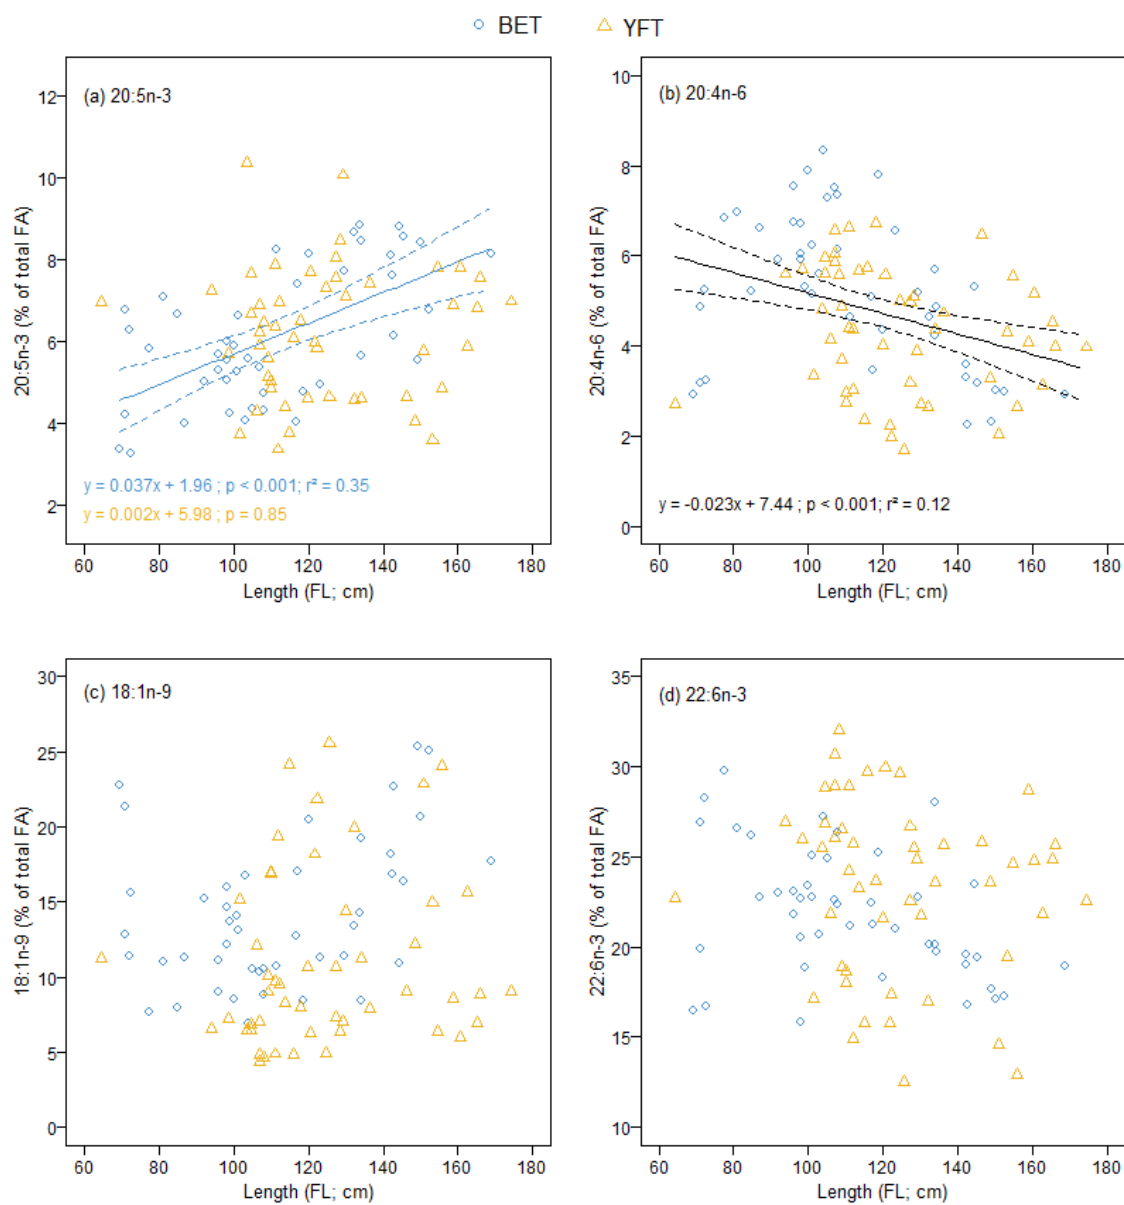 BET YFT
(a) 20:5n-3
20:5n-3 (% of total FA)
12
10
8
6
4
2
y = 0.037x + 1.96 ; p < 0.001; r² = 0.35
y = 0.002x + 5.98 ; p = 0.85
60 80 100 120 140 160 180
Length (FL; cm)
(b) 20:4n-6
20:4n-6 (% of total FA)
10
8
6
4
2
0
y = -0.023x + 7.44 ; p < 0.001; r² = 0.12
60 80 100 120 140 160 180
Length (FL; cm)
(c) 18:1n-9
18:1n-9 (% of total FA)
30
25
20
15
10
5
0
60 80 100 120 140 160 180
Length (FL; cm)
(d) 22:6n-3
22:6n-3 (% of total FA)
35
30
25
20
15
10
60 80 100 120 140 160 180
Length (FL; cm)